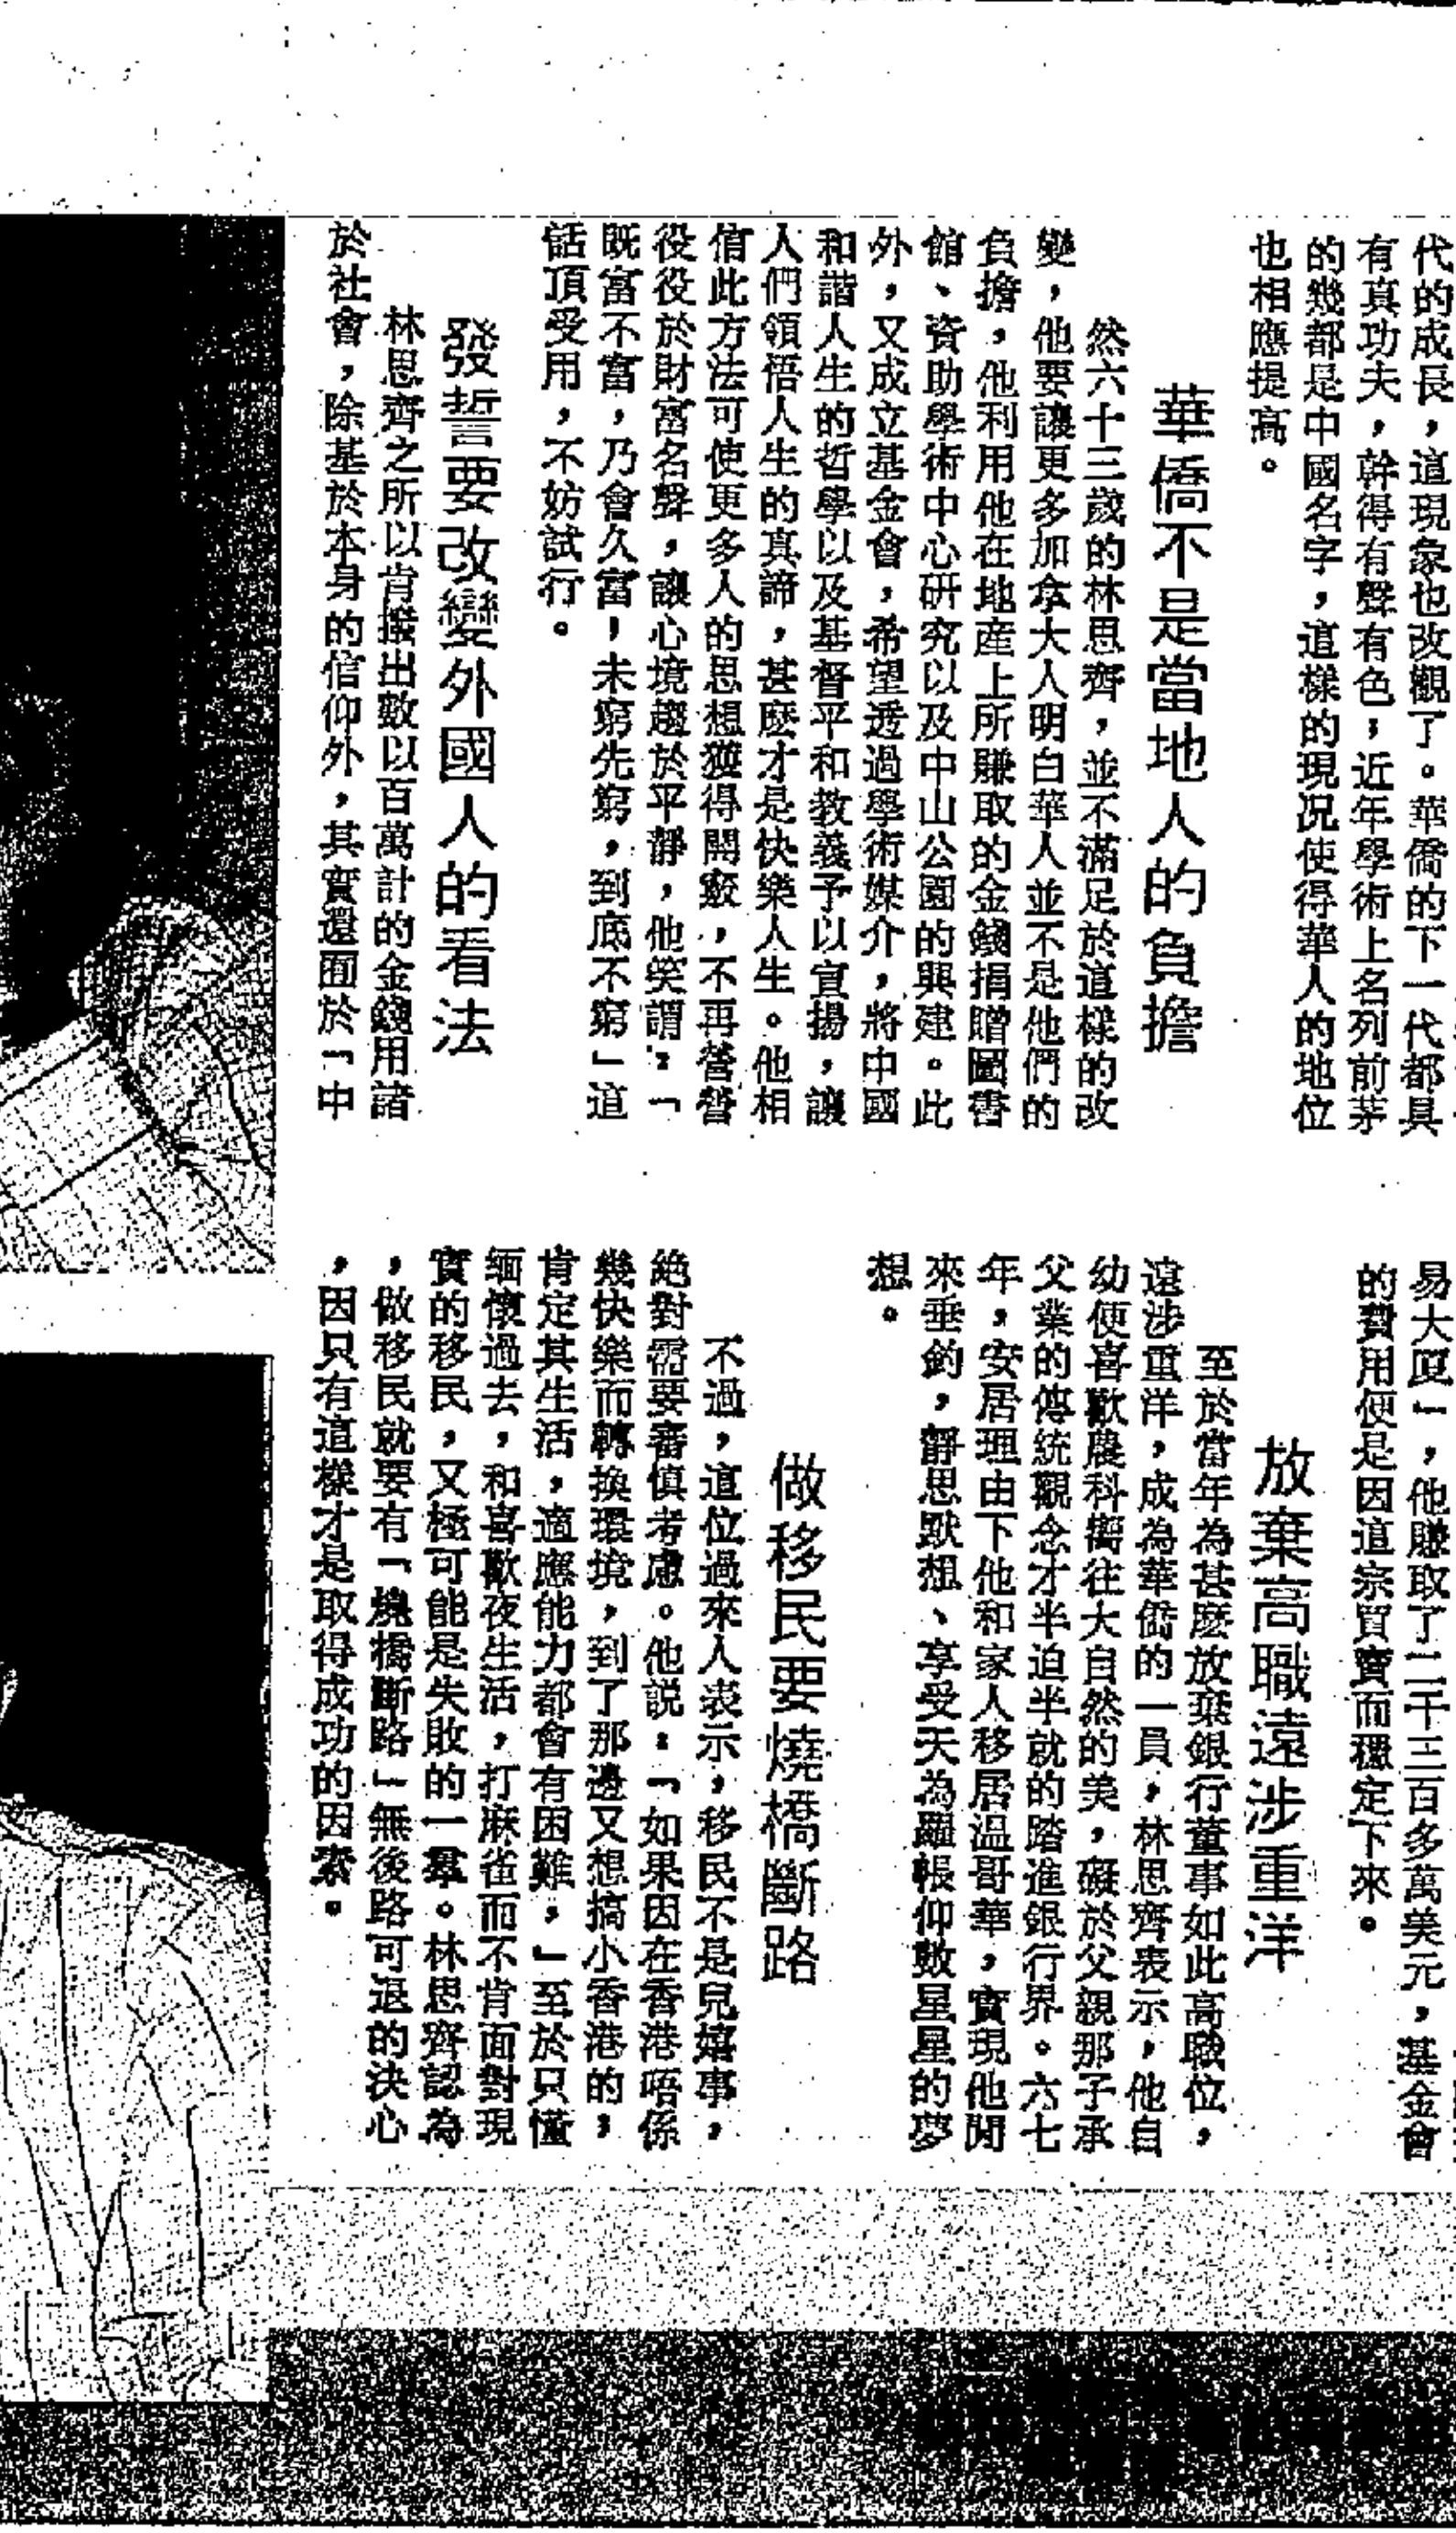 代的成長，這現象也改觀了。華僑的下一代都具
有真功夫，幹得有聲有色，近年學術上名列前茅
的幾都是中國名字，這樣的現況使得華人的地位
也相應提高。
華僑不是當地人的負擔
然六十三歲的林思齊，並不滿足於這樣的改
變，他要讓更多加拿大人明白華人並不是他們的
負擔，他利用他在地產上所賺取的金錢捐贈圖書
館、資助學術中心研究以及中山公園的興建。此
外，又成立基金會，希望透過學術媒介，將中國
和諧人生的哲學以及基督平和教義予以宣揚，讓
人們領悟人生的真諦，甚麽才是快樂人生。他相
信此方法可使更多人的思想獲得開竅，不再營營
役役於財富名聲，讓心境趨於平靜，他笑謂：「
既富不富，乃會久富，未窮先窮，到底不窮」這
話頂受用，不妨試行。
發誓要改變外國人的看法
林思齊之所以肯撥出數以百萬計的金錢用諸
於社會，除基於本身的信仰外，其實還囿於「中
易大厦」，他賺取了二千三百多萬美元，基金會
的費用便是因這宗買賣而穩定下來。
放棄高職遠涉重洋
至於當年為甚麽放棄銀行董事如此高職位，
遠涉重洋，成為華僑的一員，林思齊表示，他自
幼便喜歡農科嚮往大自然的美，礙於父親那子承
父業的傳統觀念才半迫半就的踏進銀行界。六七
年，安居理由下他和家人移居溫哥華，實現他閒
來垂釣，靜思默想、享受天為羅帳仰數星星的夢
想。
做移民要燒橋斷路
不過，這位過來人表示，移民不是兒嬉事，
絶對需要審慎考慮。他説：「如果因在香港唔係
幾快樂而轉換環境，到了那邊又想搞小香港的，
肯定其生活，適應能力都會有困難，」至於只懂
緬懷過去，和喜歡夜生活，打麻雀而不肯面對現
實的移民，又極可能是失敗的一羣。林思齊認為
，做移民就要有「燒橋斷路」無後路可退的決心
，因只有這樣才是取得成功的因素。